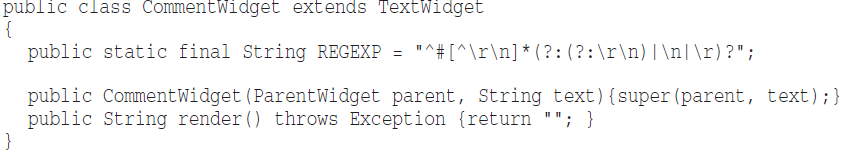 public class CommentWidget extends TextWidget
{
  public static final String REGEXP = "^#[^\r\n]*(?:(?:\r\n)|\n|\r)?";
  public CommentWidget(ParentWidget parent, String text){super(parent, text);}
  public String render() throws Exception {return ""; }
}